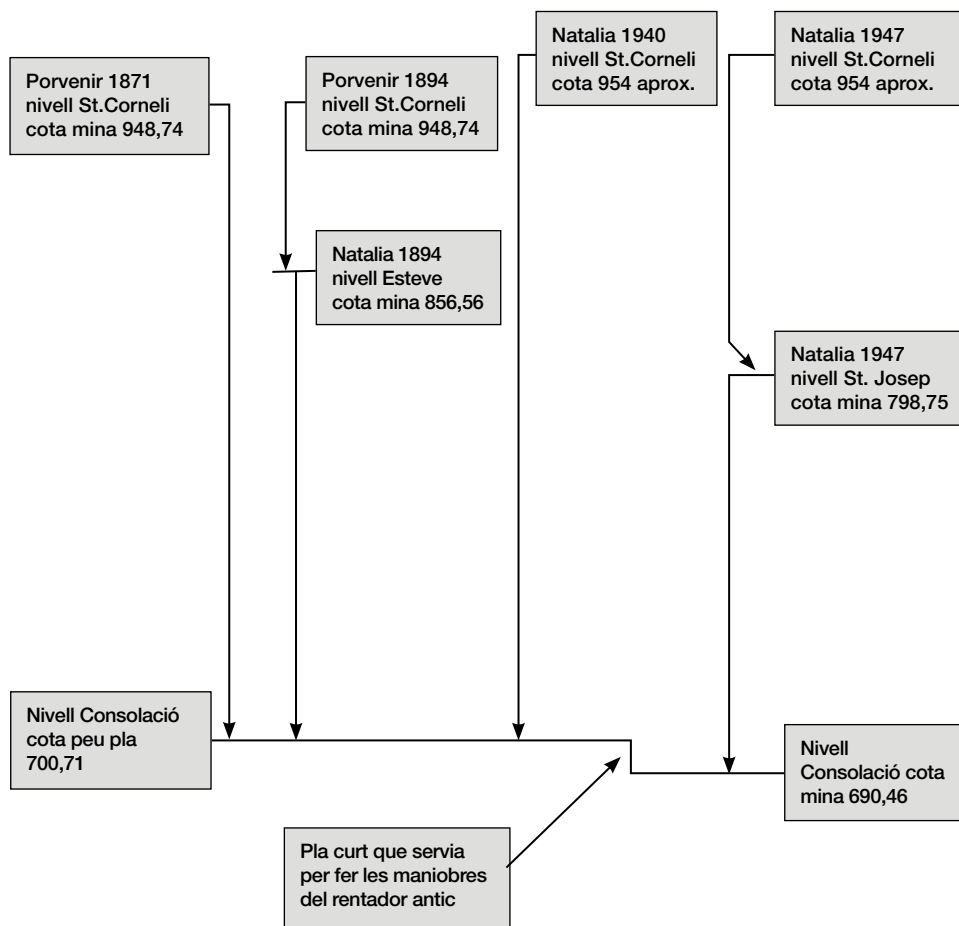 Porvenir 1871
nivell St.Corneli
cota mina 948,74
Porvenir 1894
nivell St.Corneli
cota mina 948,74
Natalia 1940
nivell St.Corneli
cota 954 aprox.
Natalia 1947
nivell St.Corneli
cota 954 aprox.
Natalia 1894
nivell Esteve
cota mina 856,56
Natalia 1947
nivell St. Josep
cota mina 798,75
Nivell Consolació
cota peu pla
700,71
Nivell
Consolació cota
mina 690,46
Pla curt que servia
per fer les maniobres
del rentador antic